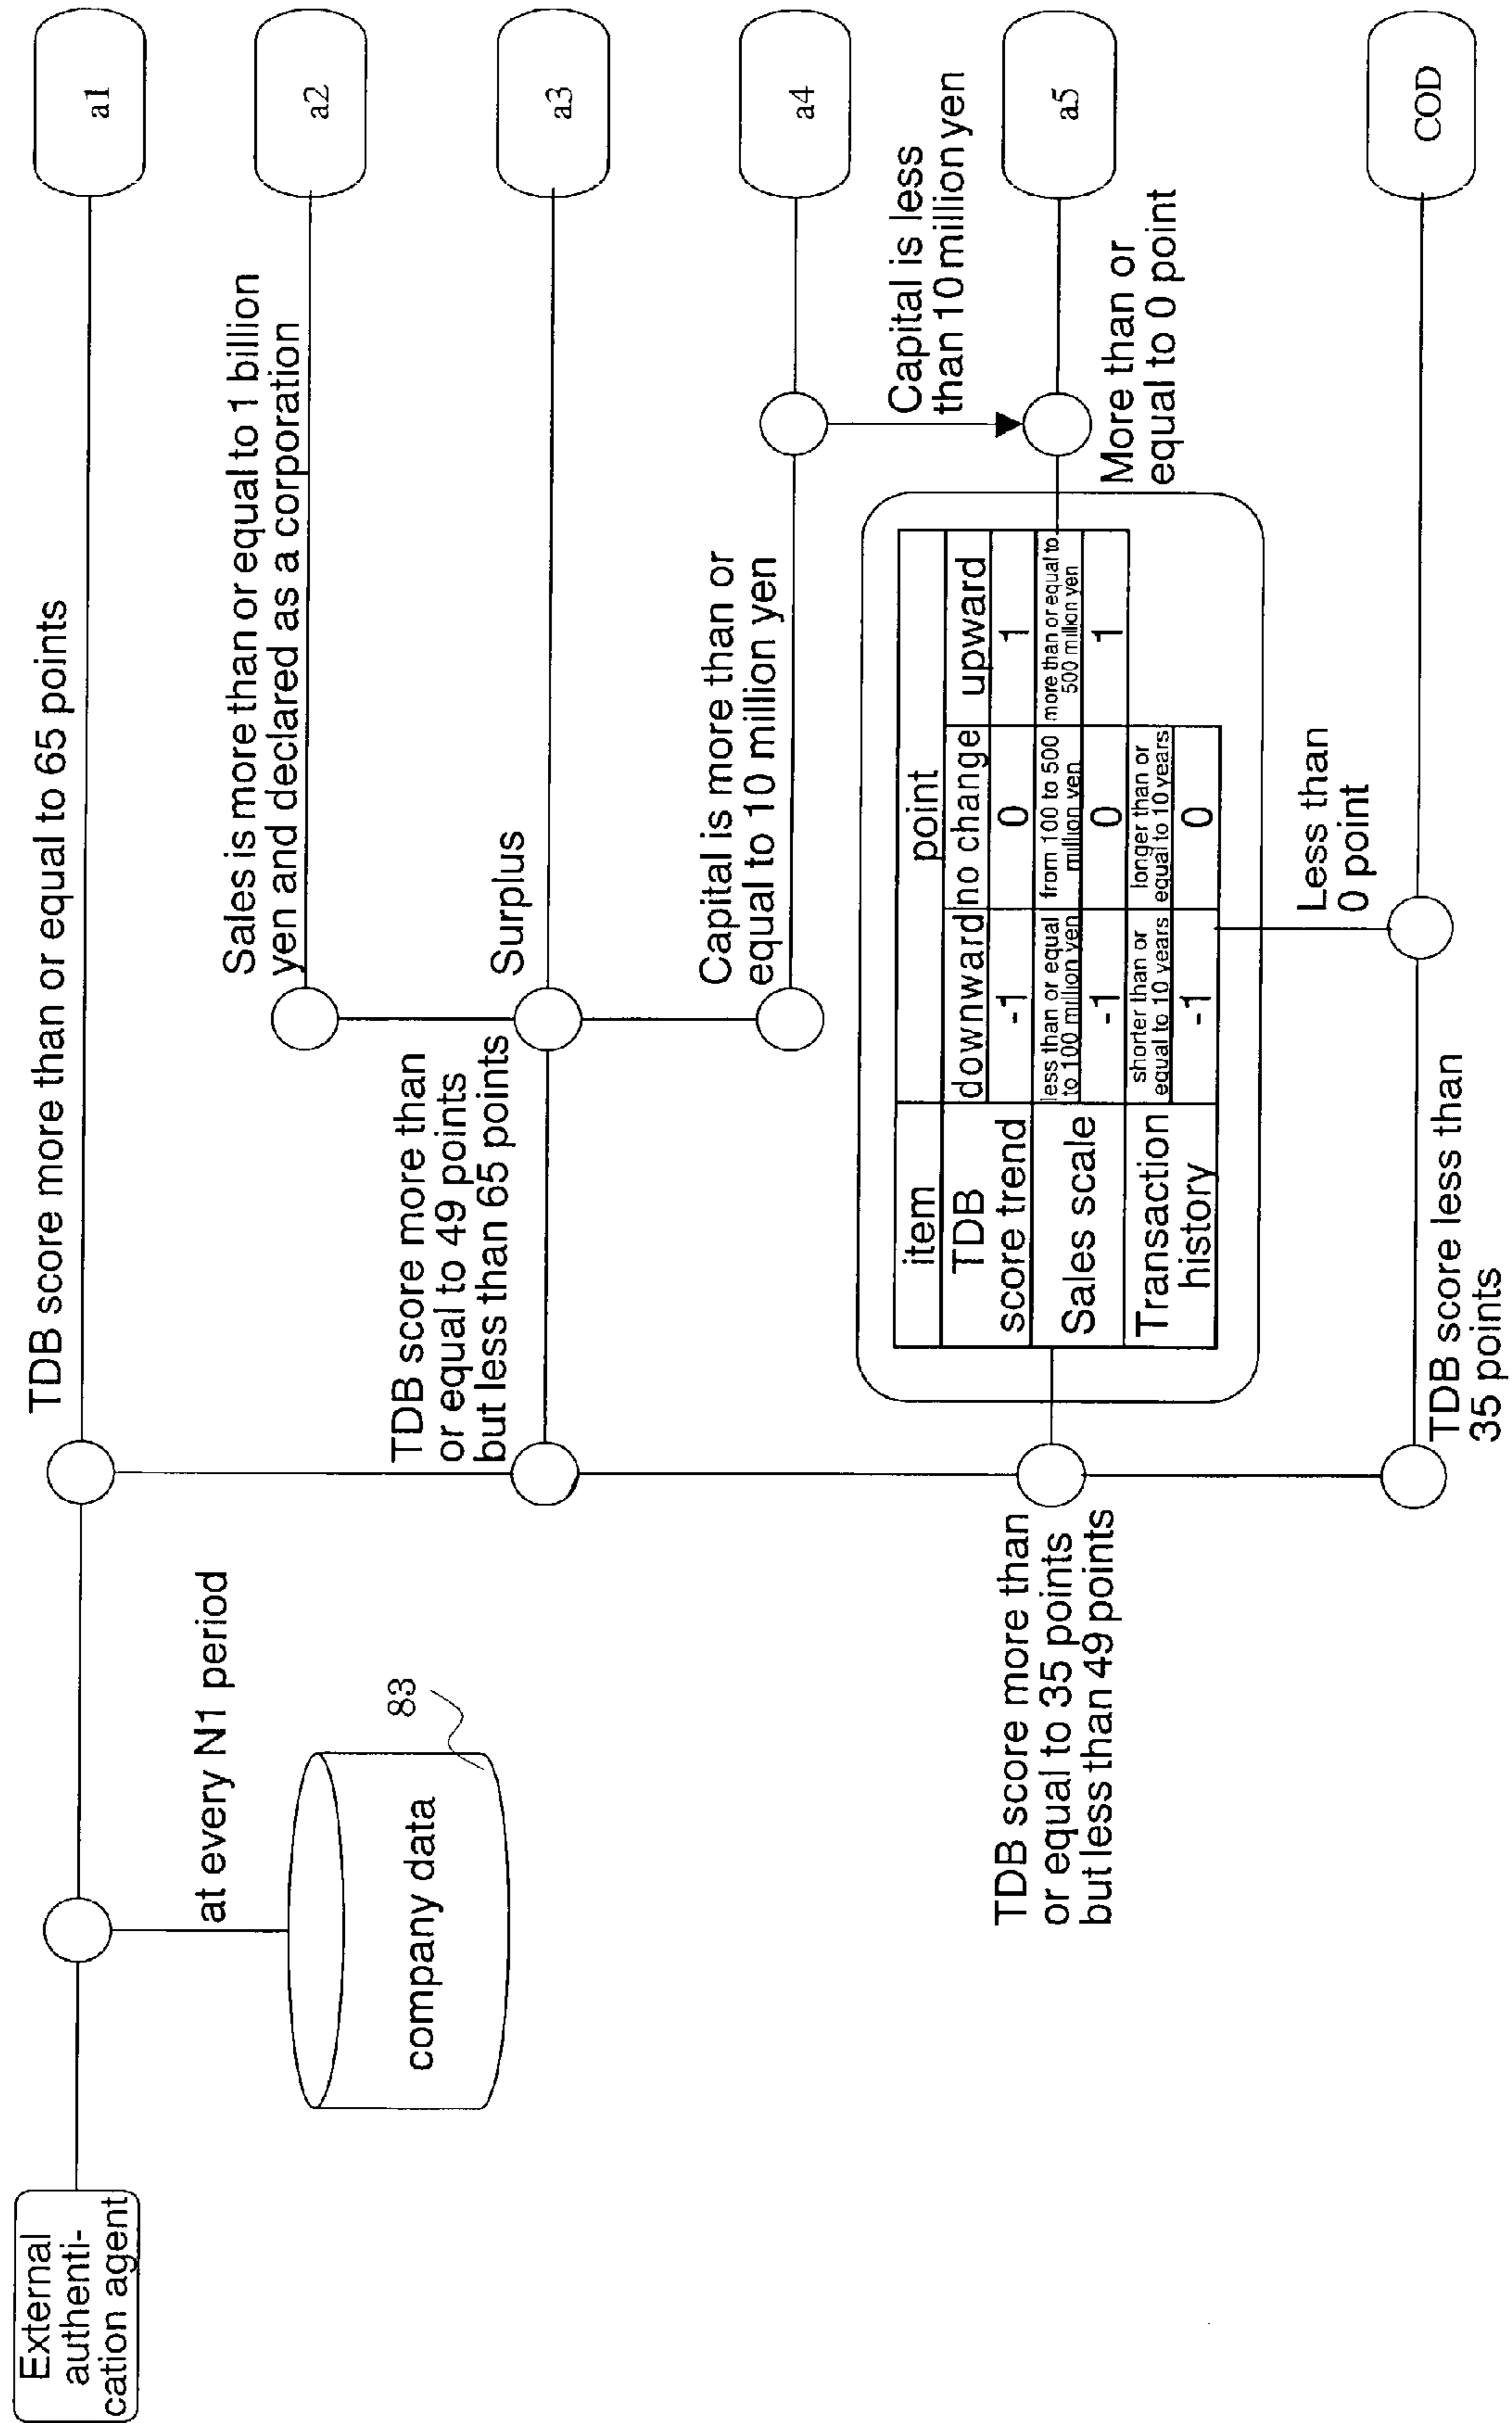 External
authenti-
cation agent
at every N1 period
company data
83
TDB score more than or equal to 65 points
a1
TDB score more than
or equal to 49 points
but less than 65 points
Sales is more than or equal to 1 billion
yen and declared as a corporation
a2
Surplus
a3
Capital is more than or
equal to 10 million yen
a4
Capital is less
than 10 million yen
TDB score more than
or equal to 35 points
but less than 49 points
item
point
TDB
score trend
downward
no change
upward
-1
0
1
Sales scale
less than or equal
to 100 million yen
from 100 to 500
million yen
more than or equal to
500 million yen
-1
0
1
Transaction
history
shorter than or
equal to 10 years
longer than or
equal to 10 years
-1
0
More than or
equal to 0 point
a5
Less than
0 point
TDB score less than
35 points
COD